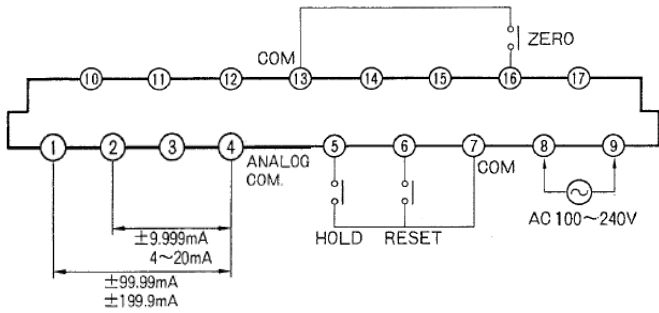 ZERO
COM
10 11 12 13 14 15 16 17
1 2 3 4 5 6 7 8 9
ANALOG
COM.
COM
±9.999mA
4～20mA
HOLD RESET
AC 100～240V
±99.99mA
±199.9mA